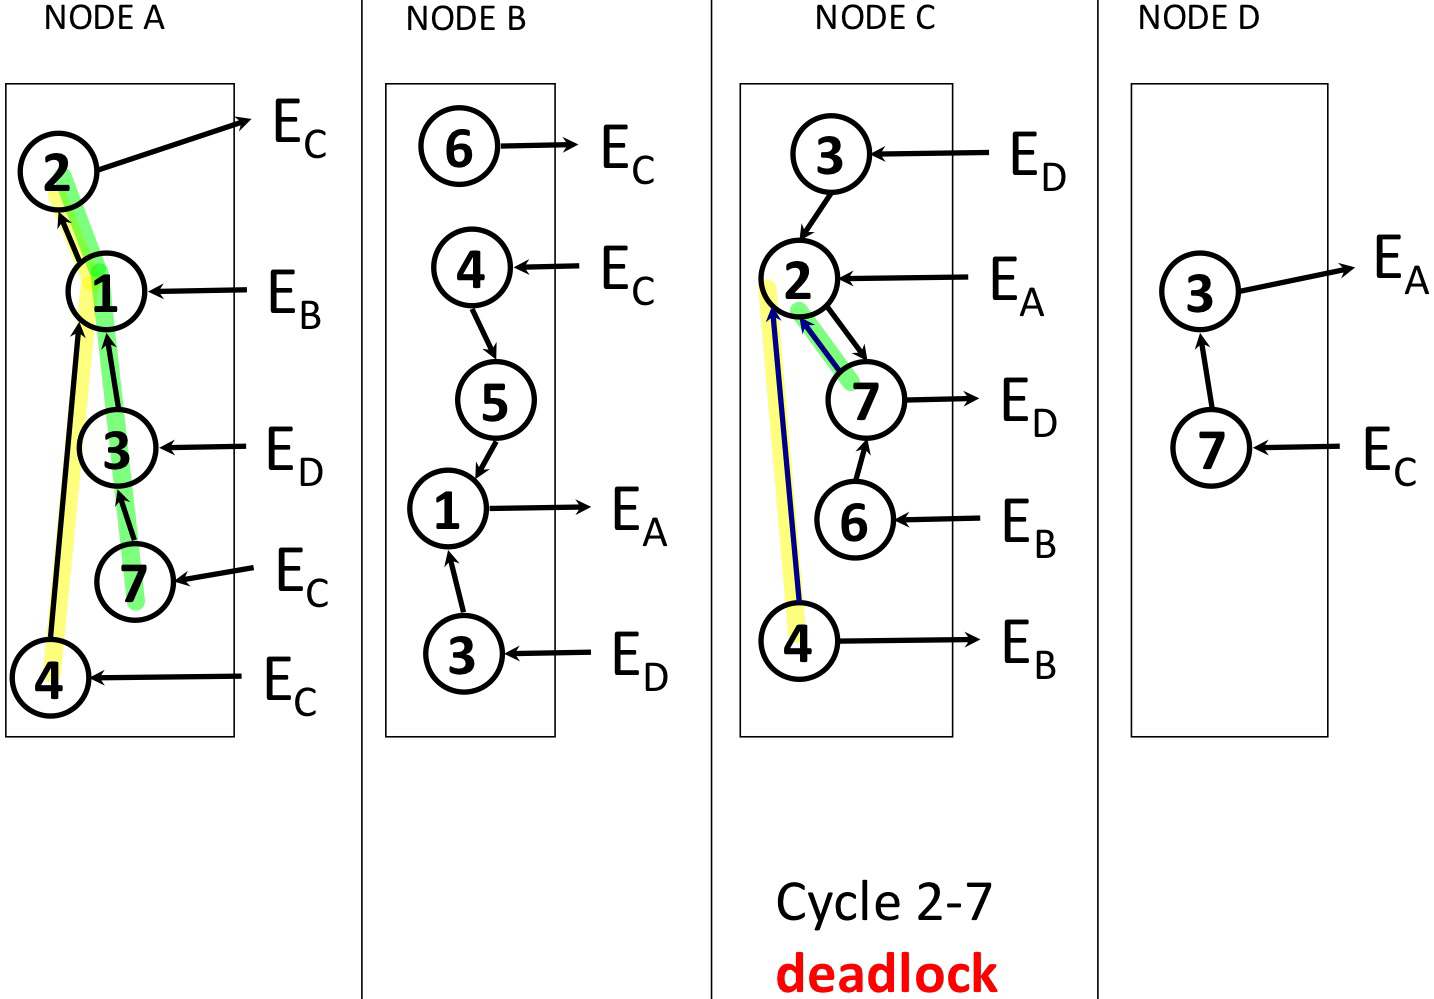 NODE A
NODE B
NODE C
NODE D
2
E_C
1
E_B
3
E_D
7
E_C
4
E_C
6
E_C
4
E_C
5
1
E_A
3
E_D
3
E_D
2
E_A
7
E_D
6
E_B
4
E_B
3
E_A
7
E_C
Cycle 2-7
deadlock